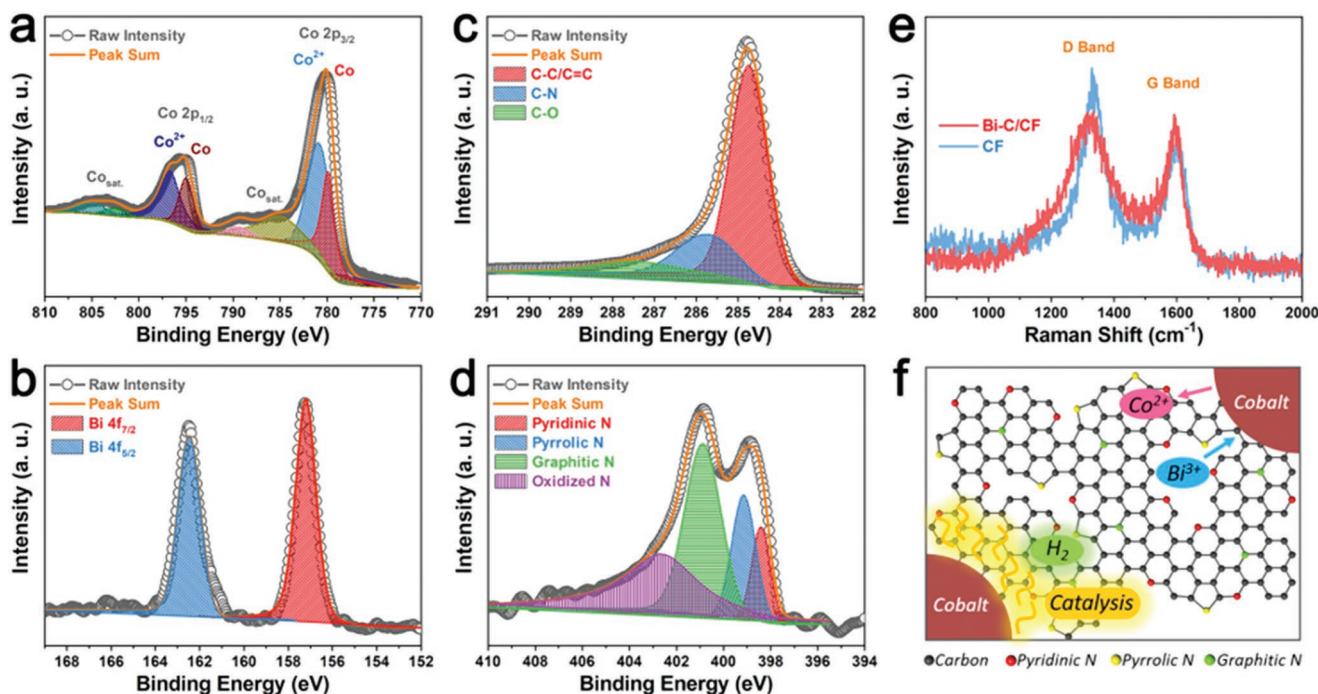 a
Raw Intensity
Peak Sum
Co 2p3/2
Co2+
Co
Co 2p1/2
Co2+
Co
Cosat.
Cosat.
Intensity (a. u.)
810 805 800 795 790 785 780 775 770
Binding Energy (eV)
c
Raw Intensity
Peak Sum
C-C/C=C
C-N
C-O
Intensity (a. u.)
291 290 289 288 287 286 285 284 283 282
Binding Energy (eV)
e
D Band
G Band
Bi-C/CF
CF
Intensity (a. u.)
800 1000 1200 1400 1600 1800 2000
Raman Shift (cm-1)
b
Raw Intensity
Peak Sum
Bi 4f7/2
Bi 4f5/2
Intensity (a. u.)
168 166 164 162 160 158 156 154 152
Binding Energy (eV)
d
Raw Intensity
Peak Sum
Pyridinic N
Pyrrolic N
Graphitic N
Oxidized N
Intensity (a. u.)
410 408 406 404 402 400 398 396 394
Binding Energy (eV)
f
Co2+
Cobalt
Bi3+
H2
Cobalt
Catalysis
Carbon Pyridinic N Pyrrolic N Graphitic N